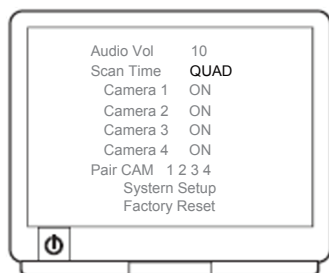 Audio Vol 10
Scan Time QUAD
Camera 1 ON
Camera 2 ON
Camera 3 ON
Camera 4 ON
Pair CAM 1 2 3 4
Systern Setup
Factory Reset